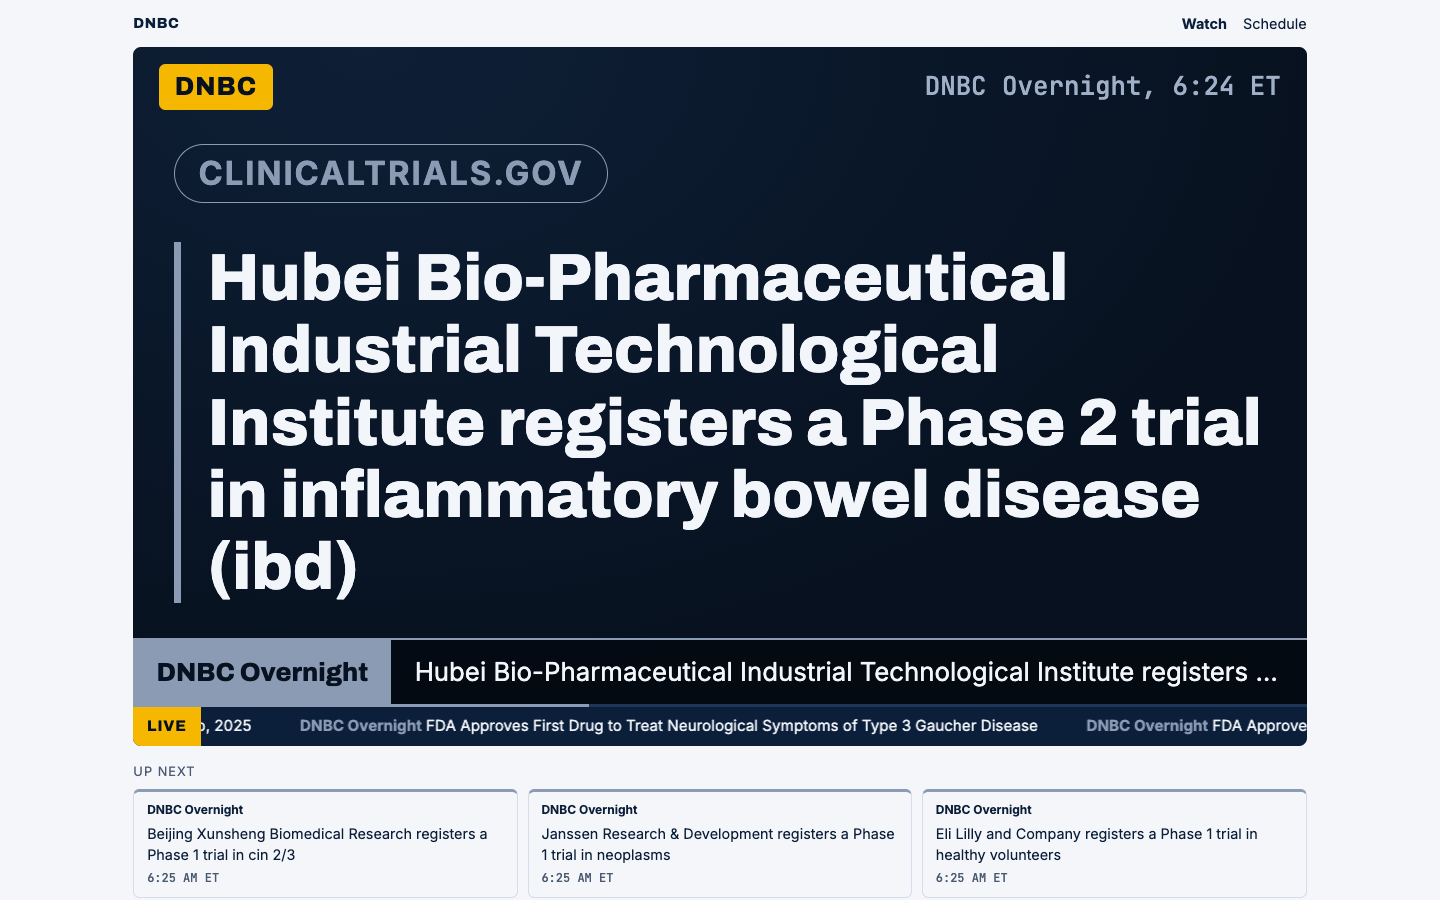 DNBC
Watch Schedule
DNBC
DNBC Overnight, 6:24 ET
CLINICALTRIALS.GOV
Hubei Bio-Pharmaceutical
Industrial Technological
Institute registers a Phase 2 trial
in inflammatory bowel disease
(ibd)
DNBC Overnight
Hubei Bio-Pharmaceutical Industrial Technological Institute registers ...
LIVE
, 2025 DNBC Overnight FDA Approves First Drug to Treat Neurological Symptoms of Type 3 Gaucher Disease DNBC Overnight FDA Approve
UP NEXT
DNBC Overnight
Beijing Xunsheng Biomedical Research registers a
Phase 1 trial in cin 2/3
6:25 AM ET
DNBC Overnight
Janssen Research & Development registers a Phase
1 trial in neoplasms
6:25 AM ET
DNBC Overnight
Eli Lilly and Company registers a Phase 1 trial in
healthy volunteers
6:25 AM ET